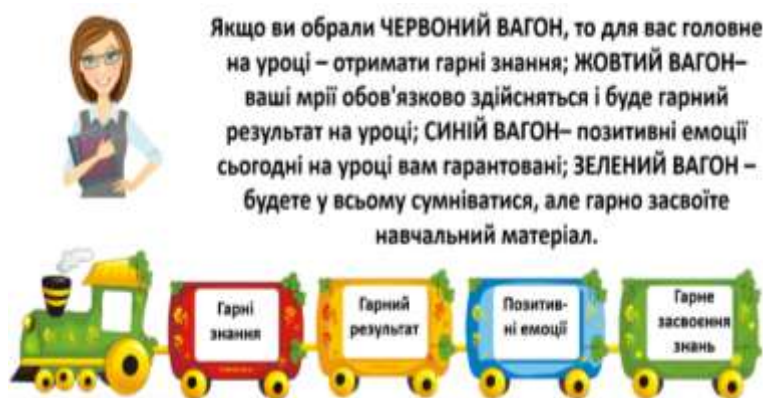 Якщо ви обрали ЧЕРВОНИЙ ВАГОН, то для вас головне
на уроці – отримати гарні знання; ЖОВТИЙ ВАГОН–
ваші мрії обов'язково здійсняться і буде гарний
результат на уроці; СИНІЙ ВАГОН– позитивні емоції
сьогодні на уроці вам гарантовані; ЗЕЛЕНИЙ ВАГОН –
будете у всьому сумніватися, але гарно засвоїте
навчальний матеріал.
Гарні
знання
Гарний
результат
Позитив-
ні емоції
Гарне
засвоєння
знань